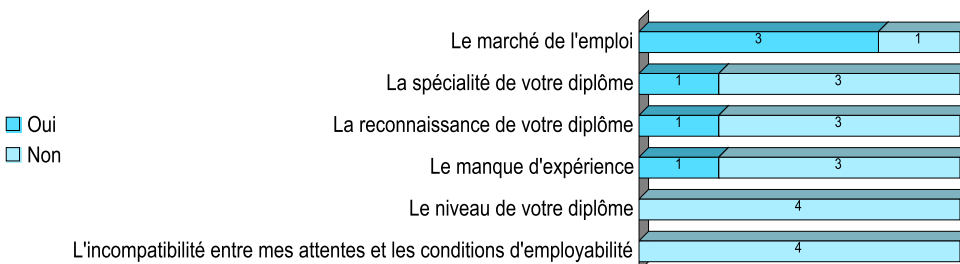 Le marché de l'emploi 3 1
La spécialité de votre diplôme 1 3
Oui
La reconnaissance de votre diplôme 1 3
Non
Le manque d'expérience 1 3
Le niveau de votre diplôme 4
L'incompatibilité entre mes attentes et les conditions d'employabilité 4